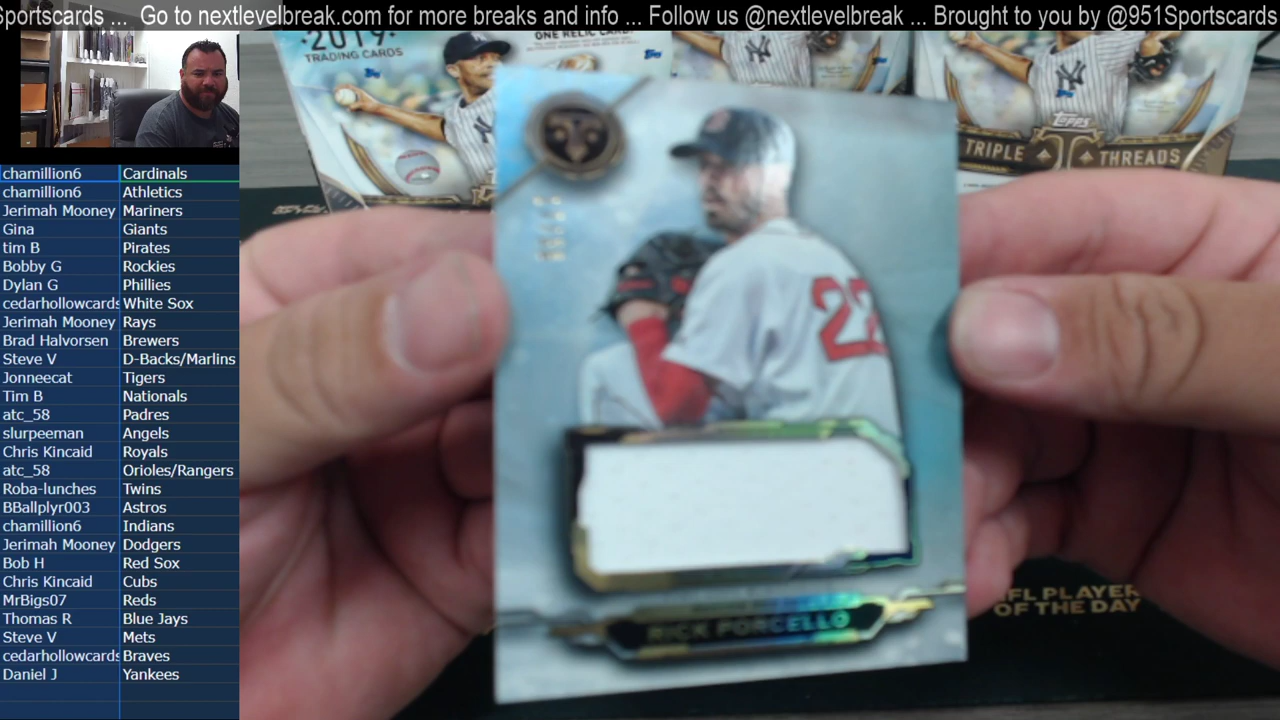 Sportscards ... Go to nextlevelbreak.com for more breaks and info ... Follow us @nextlevelbreak ... Brought to you by @951Sportscards
chamillion6 Cardinals
chamillion6 Athletics
Jerimah Mooney Mariners
Gina Giants
tim B Pirates
Bobby G Rockies
Dylan G Phillies
cedarhollowcards White Sox
Jerimah Mooney Rays
Brad Halvorsen Brewers
Steve V D-Backs/Marlins
Jonneecat Tigers
Tim B Nationals
atc_58 Padres
slurpeeman Angels
Chris Kincaid Royals
atc_58 Orioles/Rangers
Roba-lunches Twins
BBallplyr003 Astros
chamillion6 Indians
Jerimah Mooney Dodgers
Bob H Red Sox
Chris Kincaid Cubs
MrBigs07 Reds
Thomas R Blue Jays
Steve V Mets
cedarhollowcards Braves
Daniel J Yankees
2019
TRADING CARDS
ONE RELIC CARD
Topps
TRIPLE THREADS
22
RICK PORCELLO
NFL PLAYER
OF THE DAY